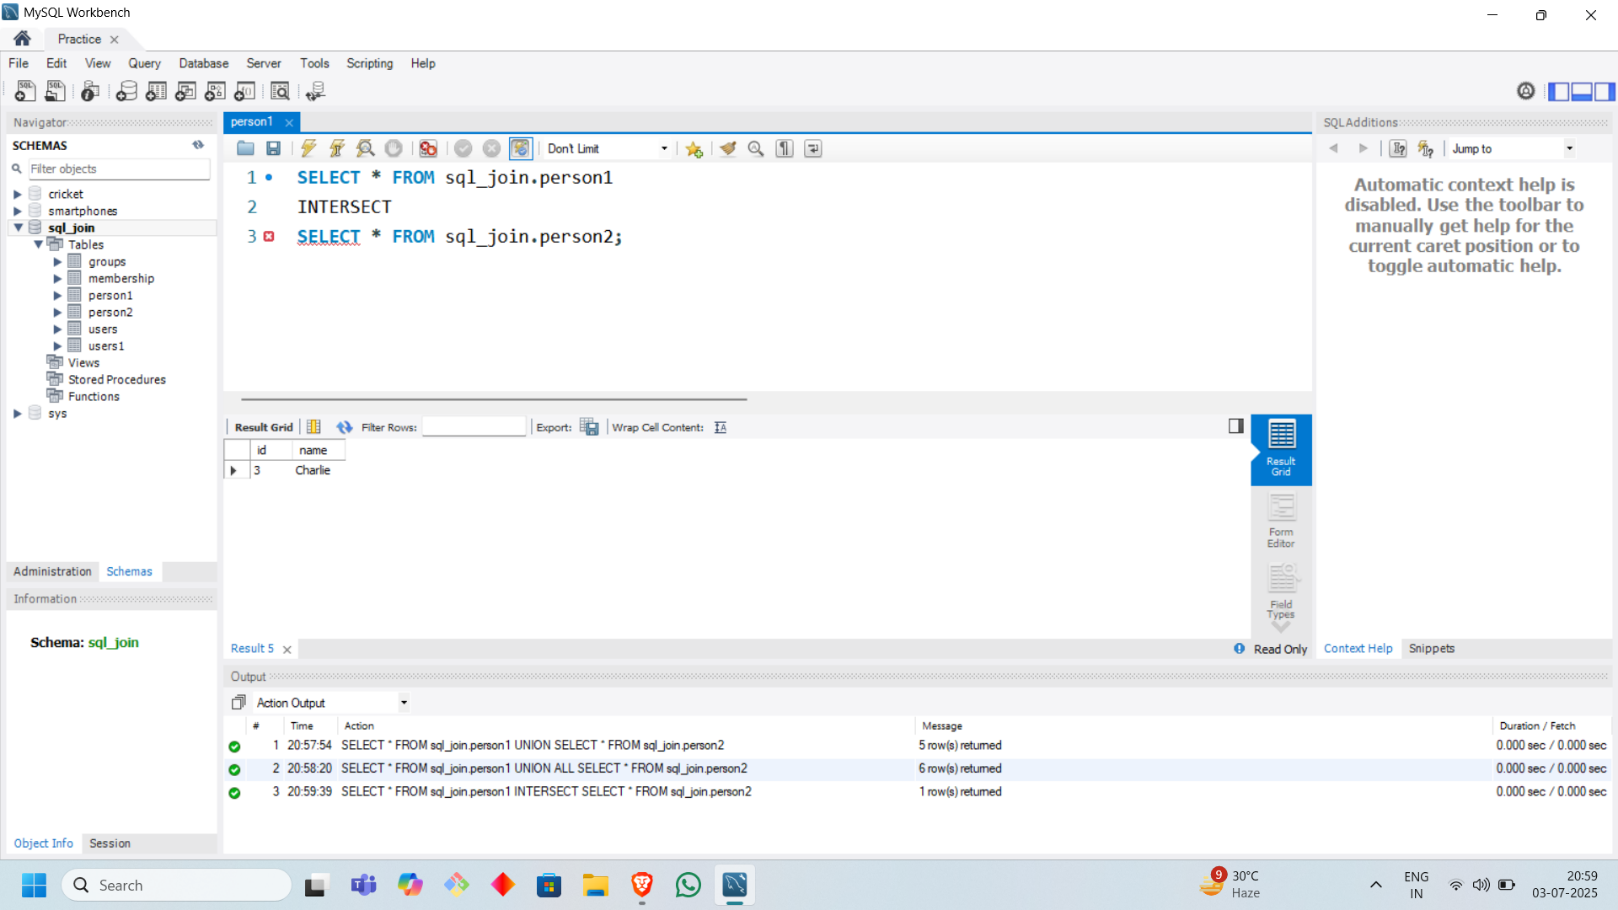 MySQL Workbench
Practice
File Edit View Query Database Server Tools Scripting Help
Navigator
SCHEMAS
Filter objects
cricket
smartphones
sql_join
Tables
groups
membership
person1
person2
users
users1
Views
Stored Procedures
Functions
sys
Administration Schemas
Information
Schema: sql_join
Object Info Session
person1
Don't Limit
1 SELECT * FROM sql_join.person1
2 INTERSECT
3 SELECT * FROM sql_join.person2;
Result Grid Filter Rows: Export: Wrap Cell Content:
id name
3 Charlie
Result
Grid
Form
Editor
Field
Types
Result 5
Read Only
SQLAdditions
Jump to
Automatic context help is
disabled. Use the toolbar to
manually get help for the
current caret position or to
toggle automatic help.
Context Help Snippets
Output
Action Output
# Time Action Message Duration / Fetch
1 20:57:54 SELECT * FROM sql_join.person1 UNION SELECT * FROM sql_join.person2 5 row(s) returned 0.000 sec / 0.000 sec
2 20:58:20 SELECT * FROM sql_join.person1 UNION ALL SELECT * FROM sql_join.person2 6 row(s) returned 0.000 sec / 0.000 sec
3 20:59:39 SELECT * FROM sql_join.person1 INTERSECT SELECT * FROM sql_join.person2 1 row(s) returned 0.000 sec / 0.000 sec
Search
9
30°C
Haze
ENG
IN
20:59
03-07-2025